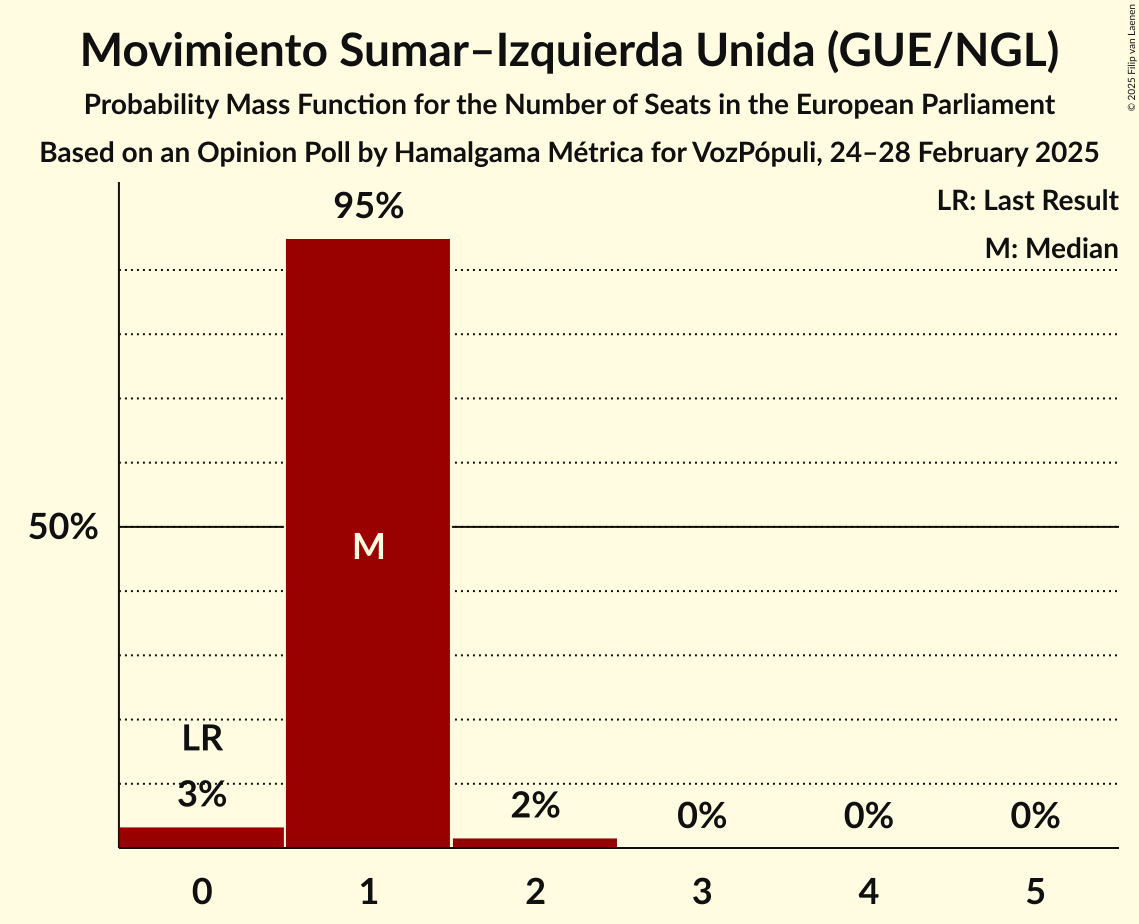 Movimiento Sumar–Izquierda Unida (GUE/NGL)
Probability Mass Function for the Number of Seats in the European Parliament
Based on an Opinion Poll by Hamalgama Métrica for VozPópuli, 24–28 February 2025
© 2025 Filip van Laenen
LR: Last Result
M: Median
95%
50%
M
LR
3%
2%
0%
0%
0%
0
1
2
3
4
5